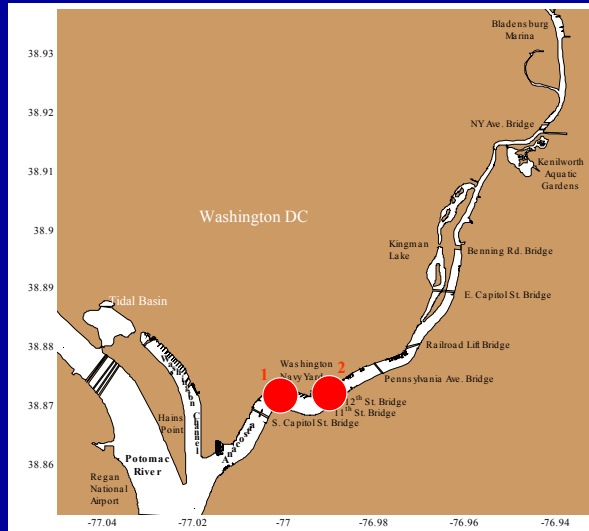 Bladensburg
Marina
38.93
38.92
NY Ave. Bridge
38.91
Kenilworth
Aquatic
Gardens
Washington DC
38.9
Kingman
Lake
Benning Rd. Bridge
38.89
E. Capitol St. Bridge
Tidal Basin
38.88
Railroad Lift Bridge
1
Washington
Navy Yard
2
Pennsylvania Ave. Bridge
Washington Channel
38.87
12th St. Bridge
11th St. Bridge
Hains
Point
S. Capitol St. Bridge
Anacostia
Potomac
River
38.86
Regan
National
Airport
-77.04
-77.02
-77
-76.98
-76.96
-76.94